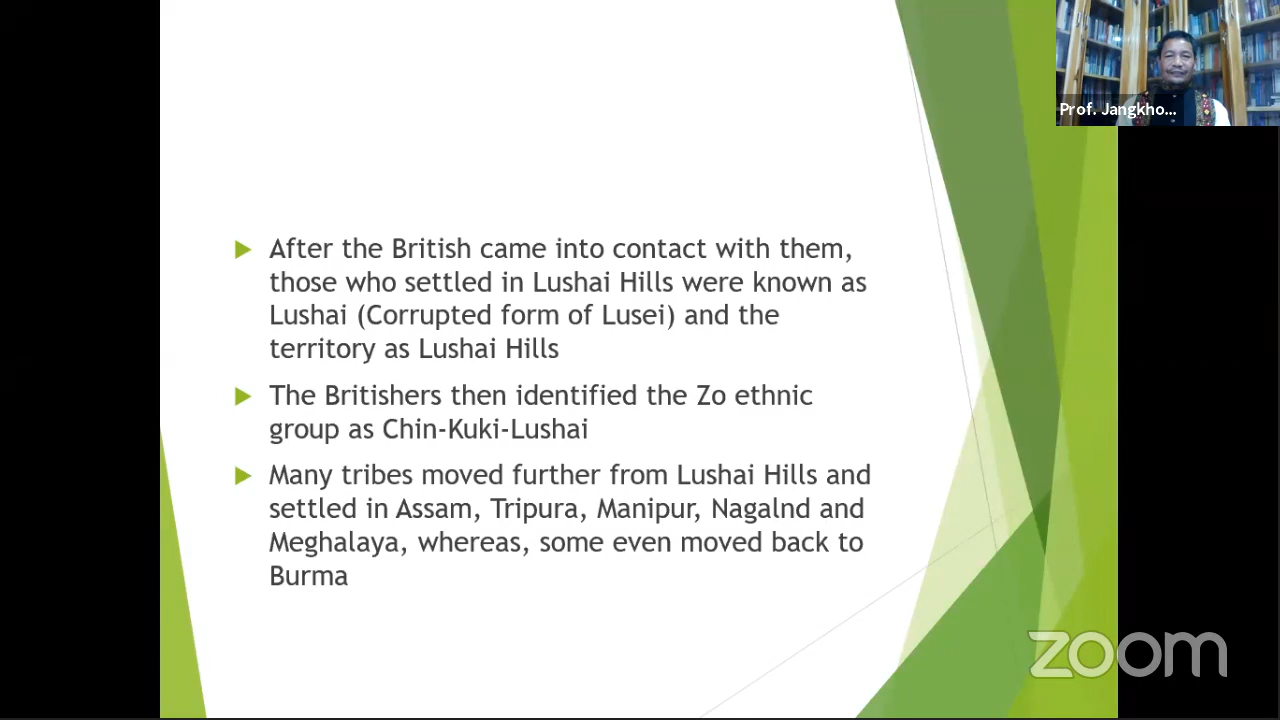 Prof. Jangkho...
After the British came into contact with them,
those who settled in Lushai Hills were known as
Lushai (Corrupted form of Lusei) and the
territory as Lushai Hills
The Britishers then identified the Zo ethnic
group as Chin-Kuki-Lushai
Many tribes moved further from Lushai Hills and
settled in Assam, Tripura, Manipur, Nagalnd and
Meghalaya, whereas, some even moved back to
Burma
zoom